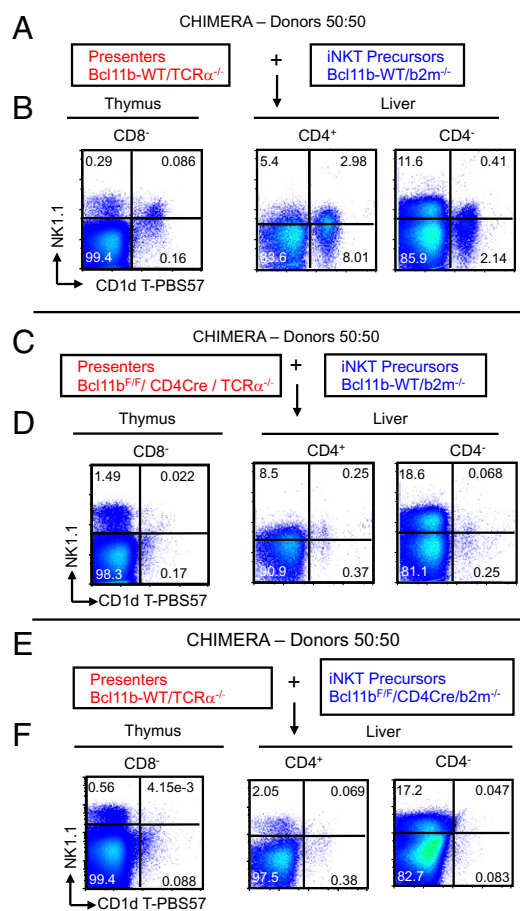 A
CHIMERA – Donors 50:50
Presenters
Bcl11b-WT/TCRα-/-
+
iNKT Precursors
Bcl11b-WT/b2m-/-
B
Thymus
Liver
CD8-
CD4+
CD4-
0.29 0.086
99.4 0.16
5.4 2.98
83.6 8.01
11.6 0.41
85.9 2.14
NK1.1
CD1d T-PBS57
C
CHIMERA – Donors 50:50
Presenters
Bcl11bF/F/ CD4Cre / TCRα-/-
+
iNKT Precursors
Bcl11b-WT/b2m-/-
D
Thymus
Liver
CD8-
CD4+
CD4-
1.49 0.022
98.3 0.17
8.5 0.25
90.9 0.37
18.6 0.068
81.1 0.25
NK1.1
CD1d T-PBS57
E
CHIMERA – Donors 50:50
Presenters
Bcl11b-WT/TCRα-/-
+
iNKT Precursors
Bcl11bF/F/CD4Cre/b2m-/-
F
Thymus
Liver
CD8-
CD4+
CD4-
0.56 4.15e-3
99.4 0.088
2.05 0.069
97.5 0.38
17.2 0.047
82.7 0.083
NK1.1
CD1d T-PBS57